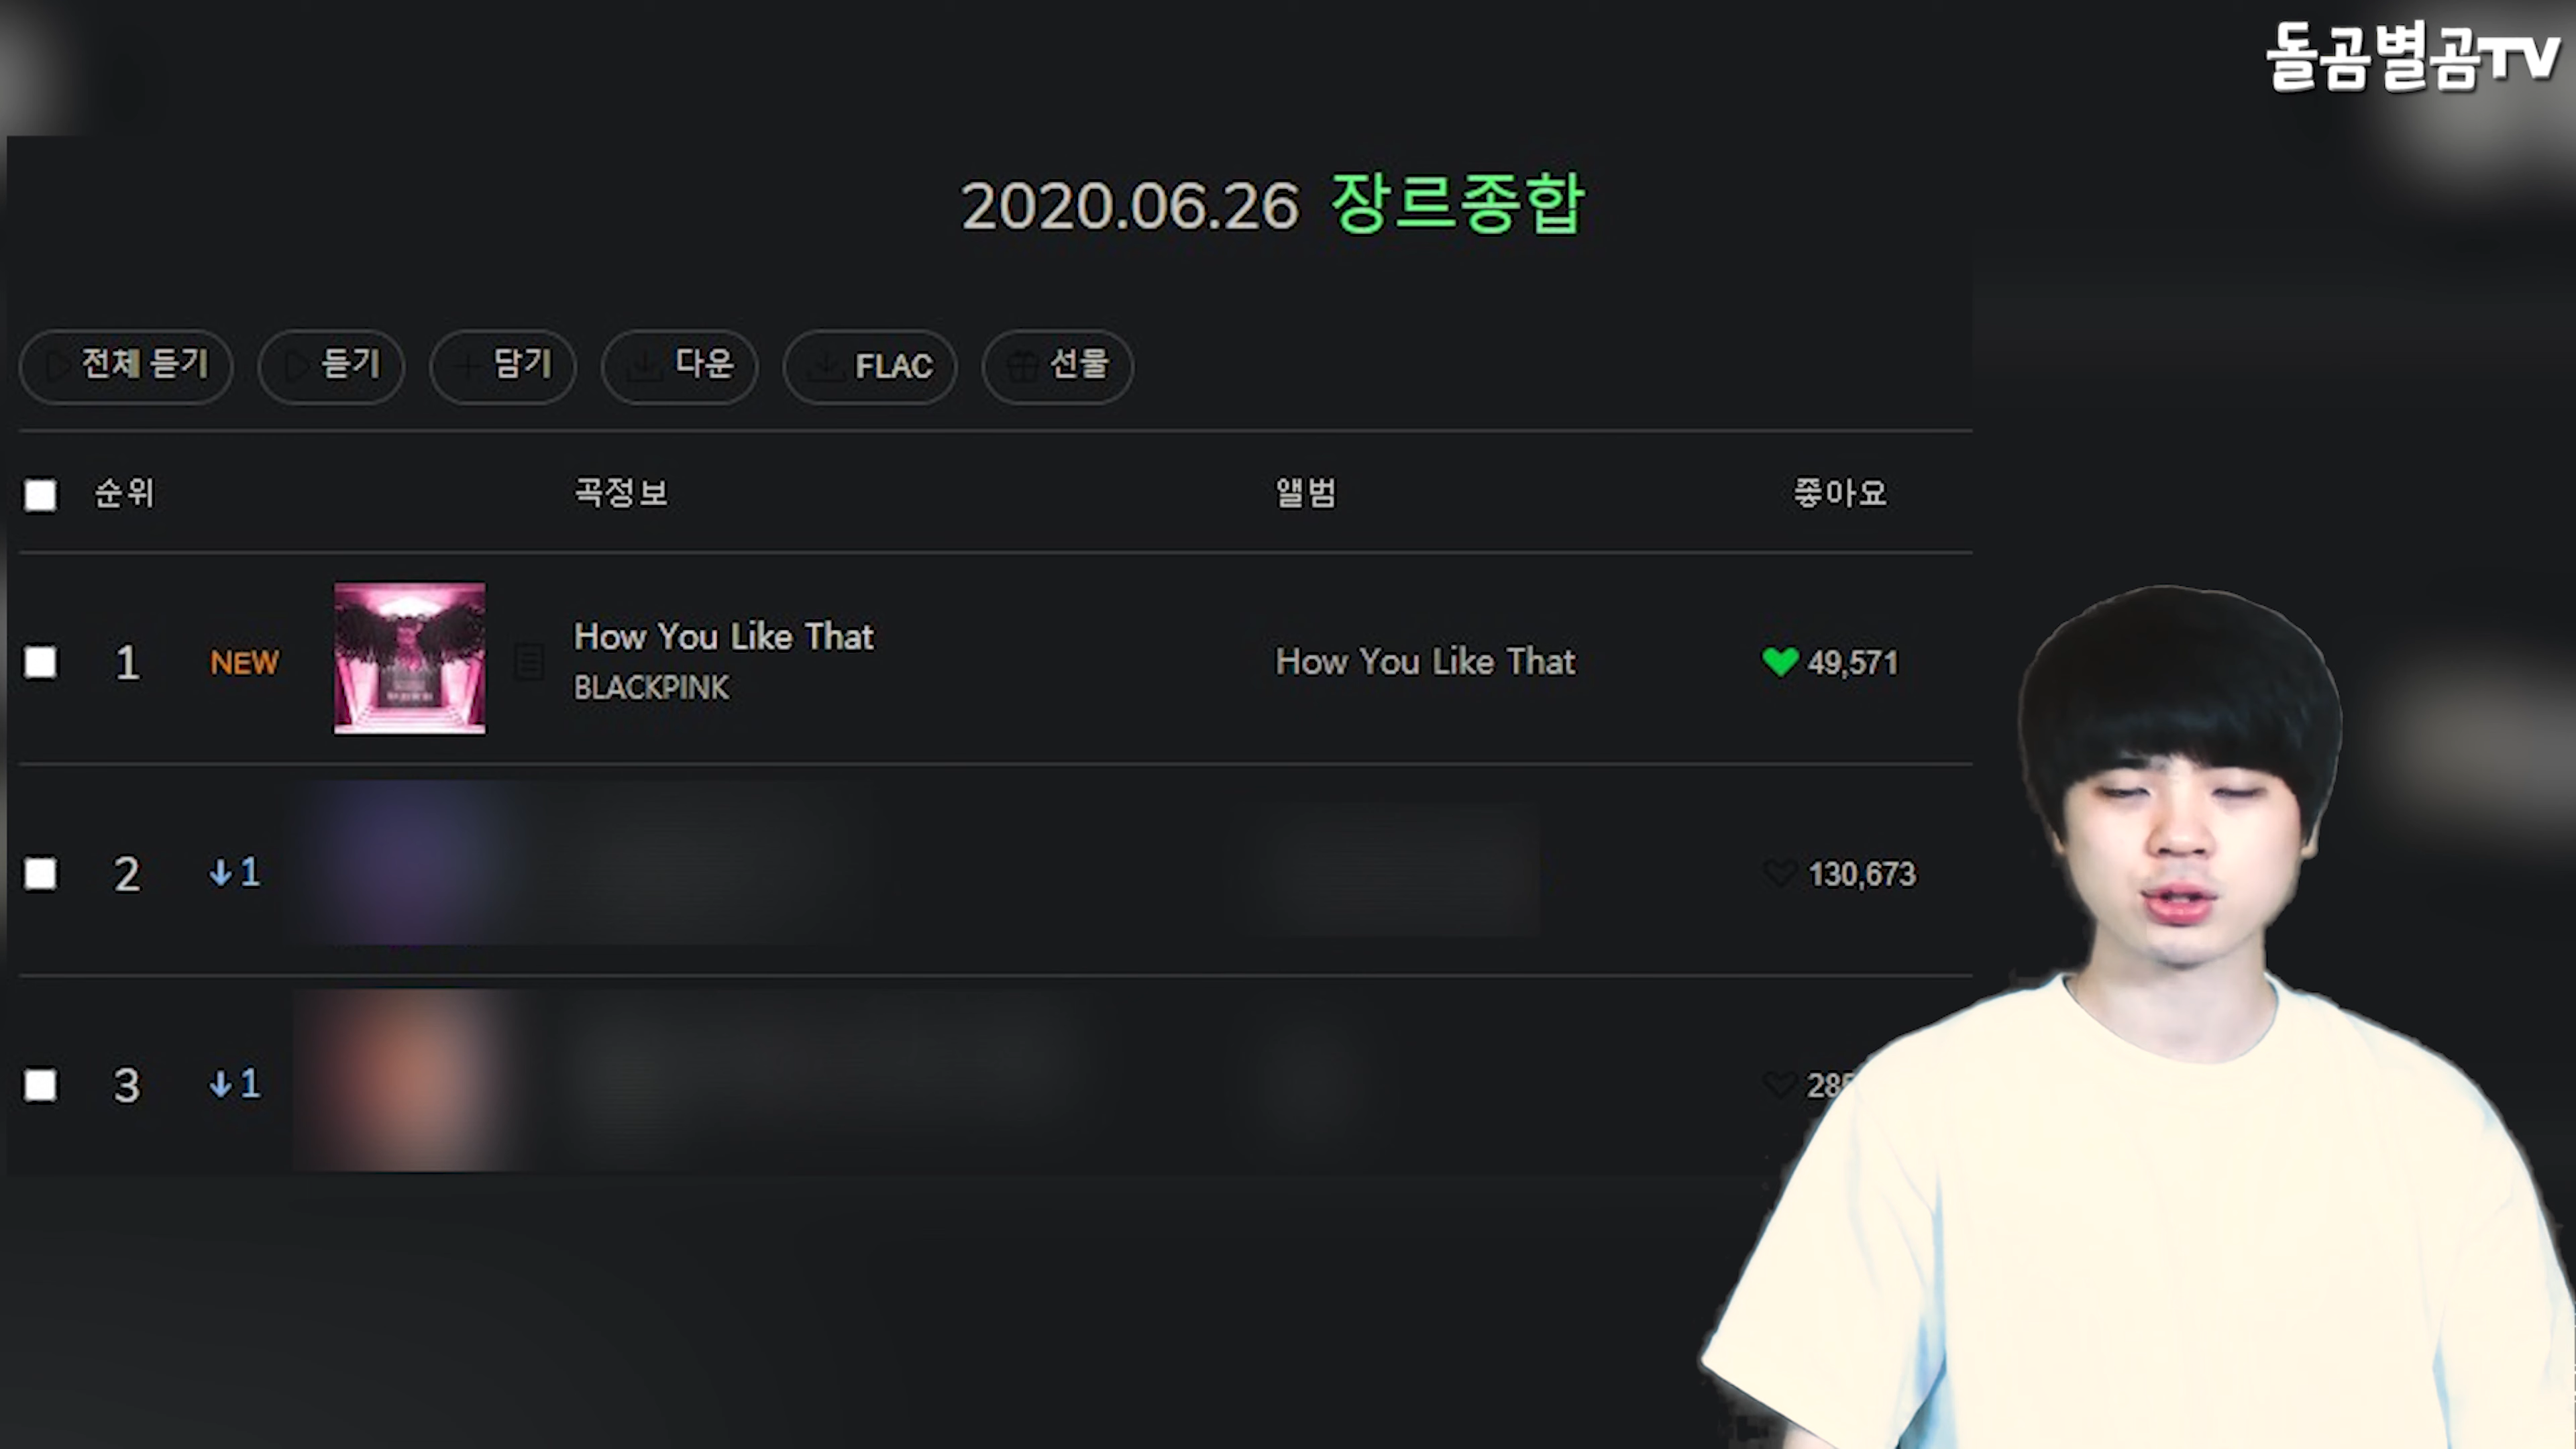 돌곰별곰TV
2020.06.26 장르종합
전체 듣기 듣기 담기 다운 FLAC 선물
순위 곡정보 앨범 좋아요
1 NEW How You Like That How You Like That 49,571
BLACKPINK
2 ↓1 130,673
3 ↓1